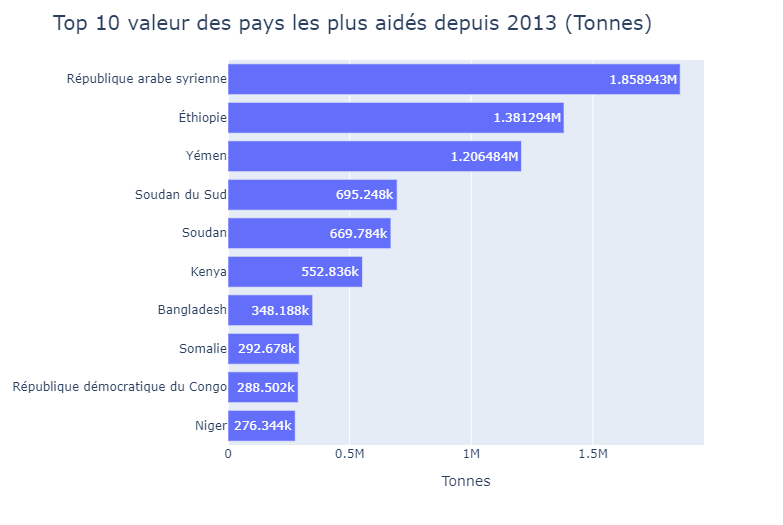 Top 10 valeur des pays les plus aidés depuis 2013 (Tonnes)
République arabe syrienne 1.858943M
Éthiopie 1.381294M
Yémen 1.206484M
Soudan du Sud 695.248k
Soudan 669.784k
Kenya 552.836k
Bangladesh 348.188k
Somalie 292.678k
République démocratique du Congo 288.502k
Niger 276.344k
0 0.5M 1M 1.5M
Tonnes